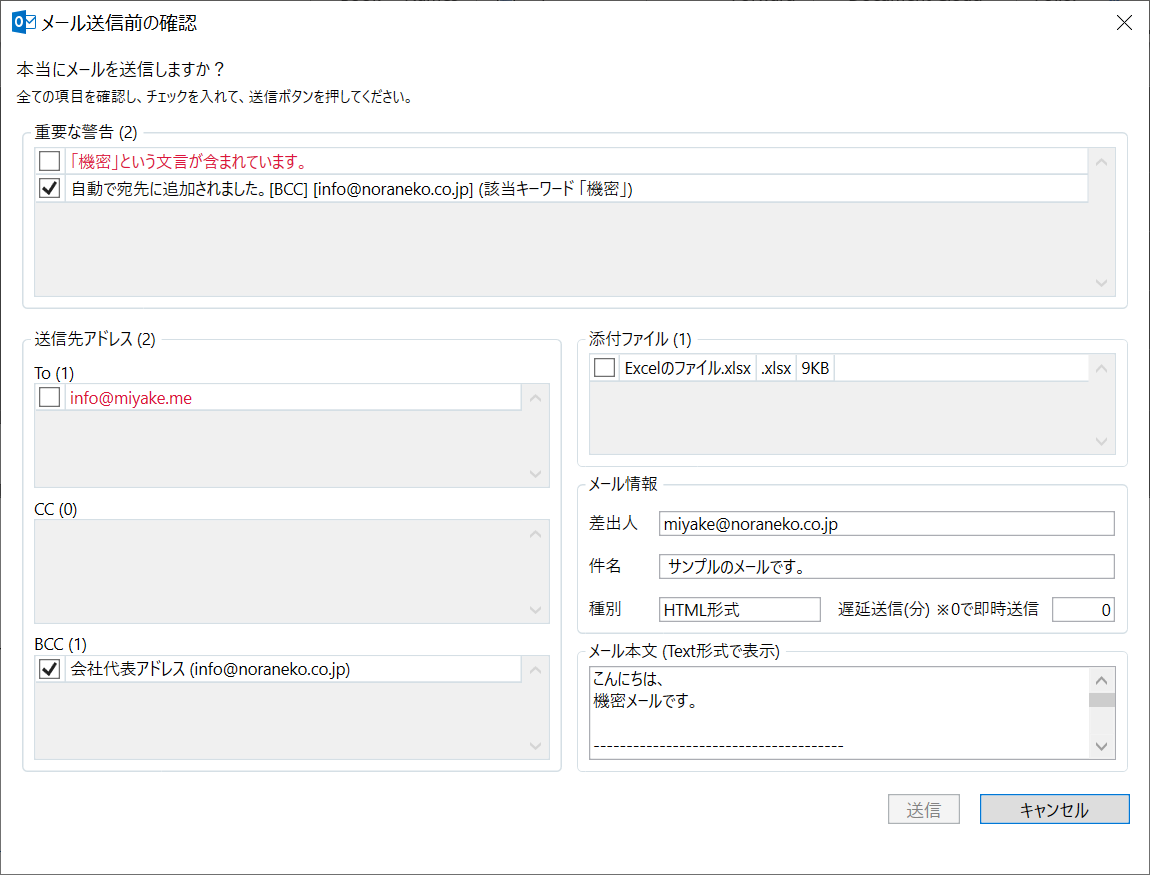 メール送信前の確認
本当にメールを送信しますか？
全ての項目を確認し、チェックを入れて、送信ボタンを押してください。
重要な警告 (2)
「機密」という文言が含まれています。
自動で宛先に追加されました。[BCC] [info@noraneko.co.jp] (該当キーワード 「機密」)
送信先アドレス (2)
To (1)
info@miyake.me
CC (0)
BCC (1)
会社代表アドレス (info@noraneko.co.jp)
添付ファイル (1)
Excelのファイル.xlsx .xlsx 9KB
メール情報
差出人 miyake@noraneko.co.jp
件名 サンプルのメールです。
種別 HTML形式 遅延送信(分) ※0で即時送信 0
メール本文 (Text形式で表示)
こんにちは、
機密メールです。
--------------------------------------
送信 キャンセル